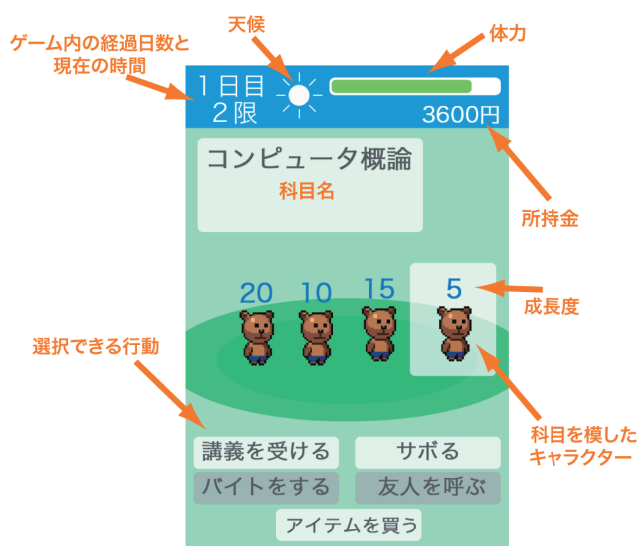 天候
体力
ゲーム内の経過日数と
現在の時間
1日目
2限
3600円
コンピュータ概論
科目名
所持金
20 10 15 5
成長度
選択できる行動
科目を模した
キャラクター
講義を受ける サボる
バイトをする 友人を呼ぶ
アイテムを買う